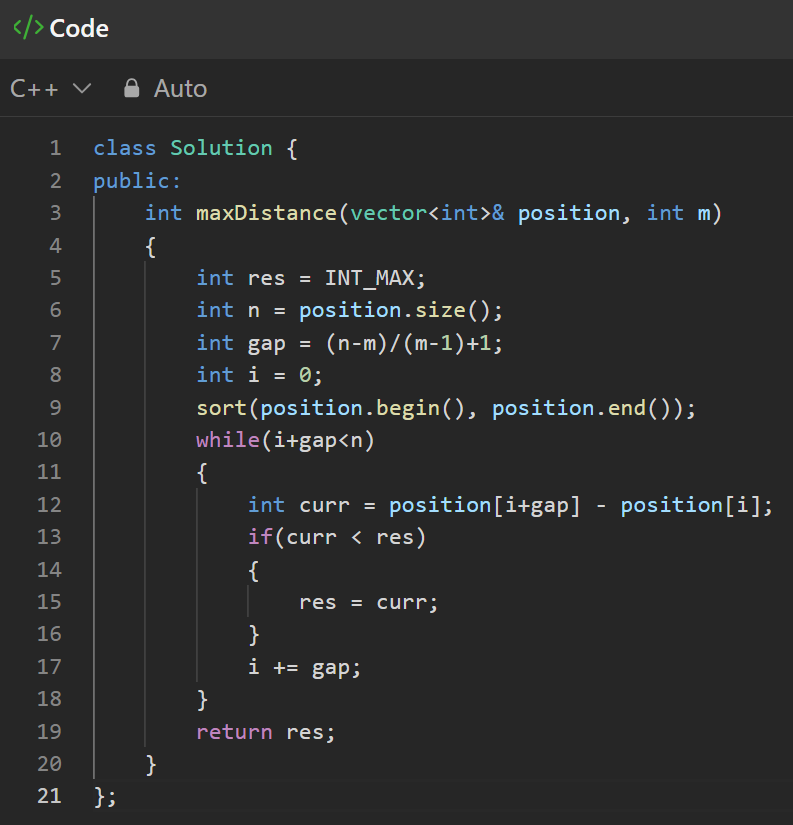 </> Code
C++ Auto
1 class Solution {
2 public:
3     int maxDistance(vector<int>& position, int m)
4     {
5         int res = INT_MAX;
6         int n = position.size();
7         int gap = (n-m)/(m-1)+1;
8         int i = 0;
9         sort(position.begin(), position.end());
10         while(i+gap<n)
11         {
12             int curr = position[i+gap] - position[i];
13             if(curr < res)
14             {
15                 res = curr;
16             }
17             i += gap;
18         }
19         return res;
20     }
21 };